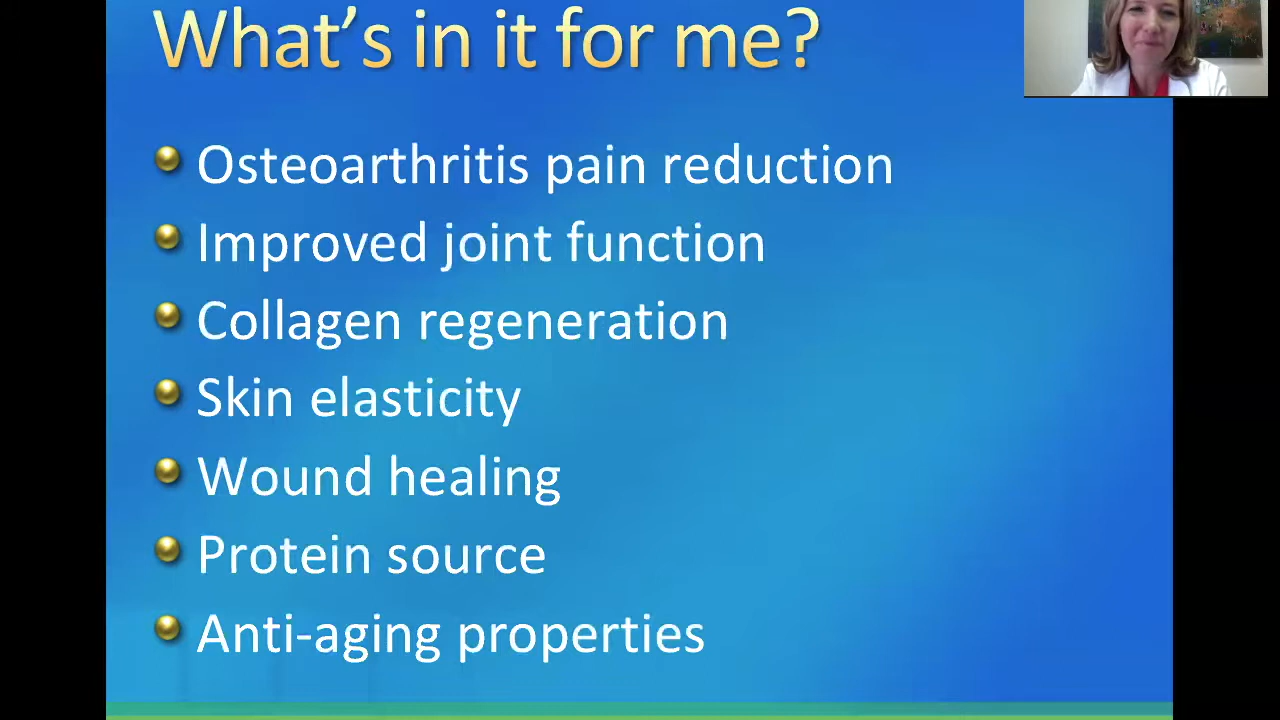 What's in it for me?
Osteoarthritis pain reduction
Improved joint function
Collagen regeneration
Skin elasticity
Wound healing
Protein source
Anti-aging properties